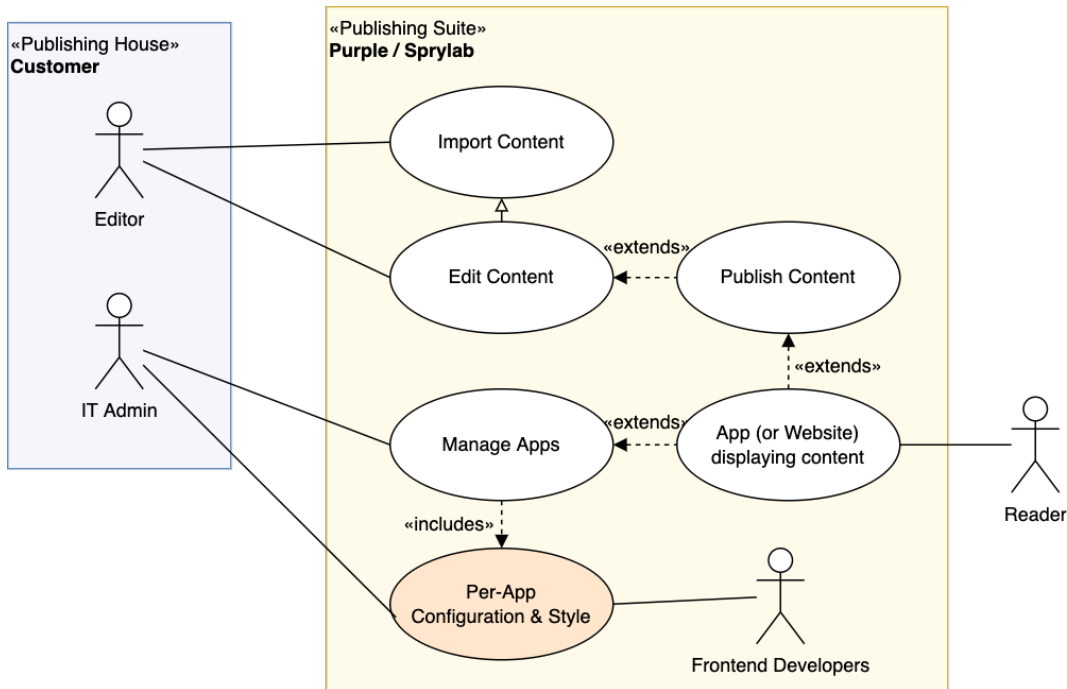 «Publishing House»
Customer
Editor
IT Admin
«Publishing Suite»
Purple / Sprylab
Import Content
Edit Content
«extends»
Publish Content
«extends»
Manage Apps
«extends»
App (or Website)
displaying content
Reader
«includes»
Per-App
Configuration & Style
Frontend Developers